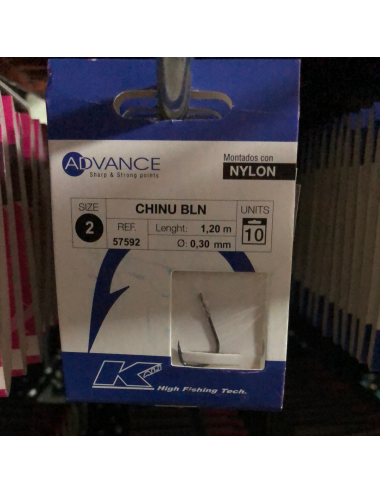 ADVANCE
Sharp & Strong points
Montados con
NYLON
SIZE
2
CHINU BLN
REF.
57592
Lenght: 1,20 m
Ø: 0,30 mm
UNITS
10
High Fishing Tech.